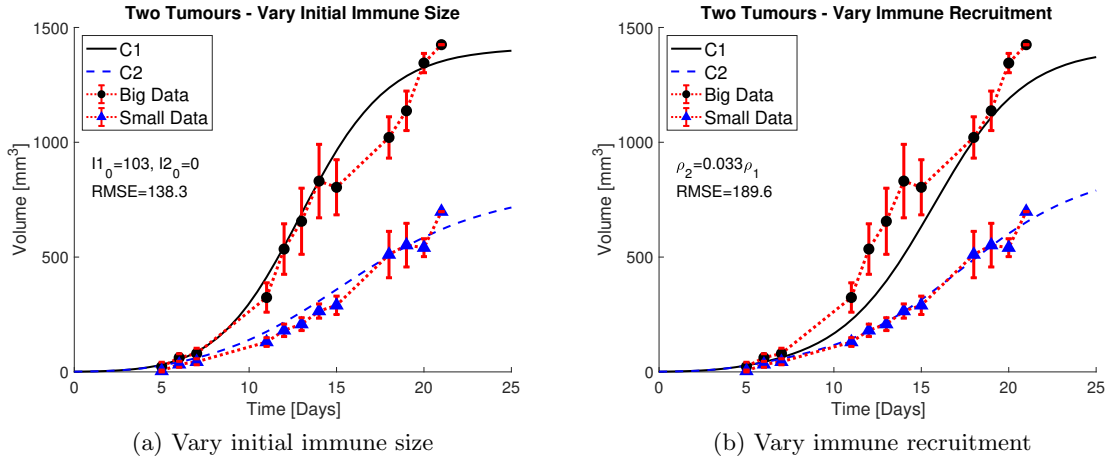 Two Tumours - Vary Initial Immune Size
1500
1000
500
0
Volume [mm³]
C1
C2
Big Data
Small Data
I1₀=103, I2₀=0
RMSE=138.3
0 5 10 15 20 25
Time [Days]
(a) Vary initial immune size
Two Tumours - Vary Immune Recruitment
1500
1000
500
0
Volume [mm³]
C1
C2
Big Data
Small Data
ρ₂=0.033ρ₁
RMSE=189.6
0 5 10 15 20 25
Time [Days]
(b) Vary immune recruitment